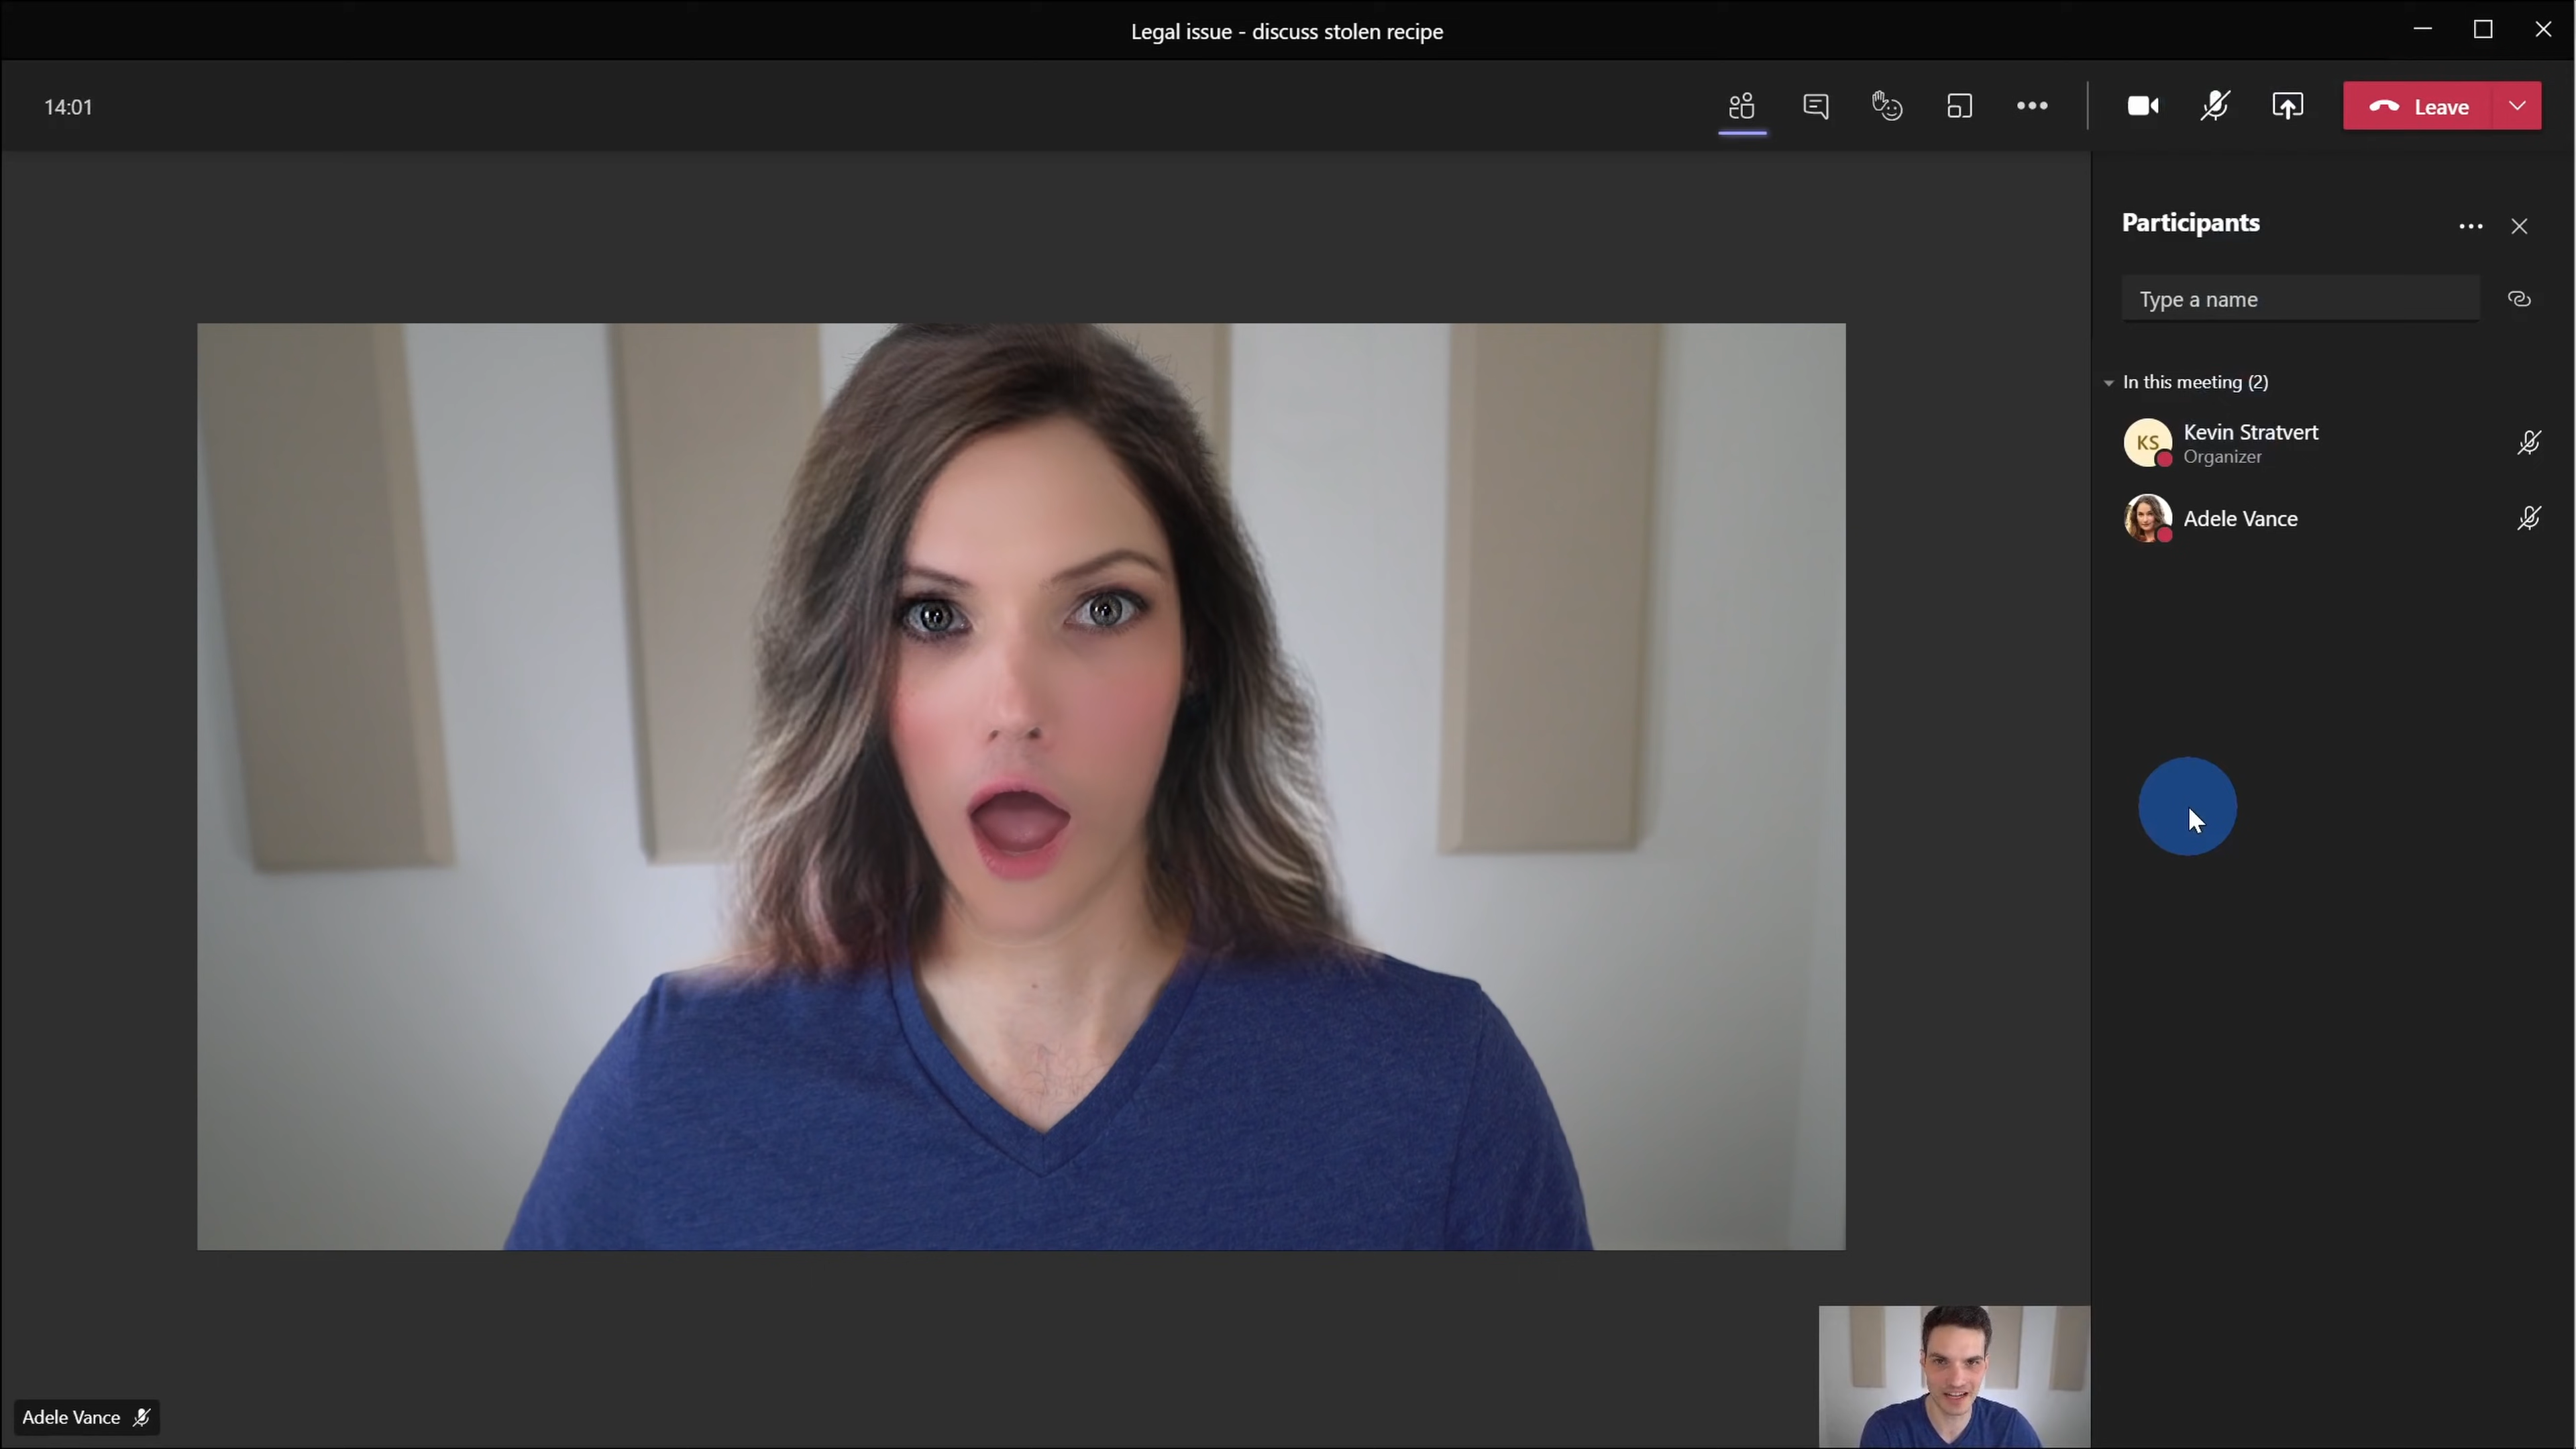 Legal issue - discuss stolen recipe
14:01
Leave
Participants
Type a name
In this meeting (2)
KS
Kevin Stratvert
Organizer
Adele Vance
Adele Vance